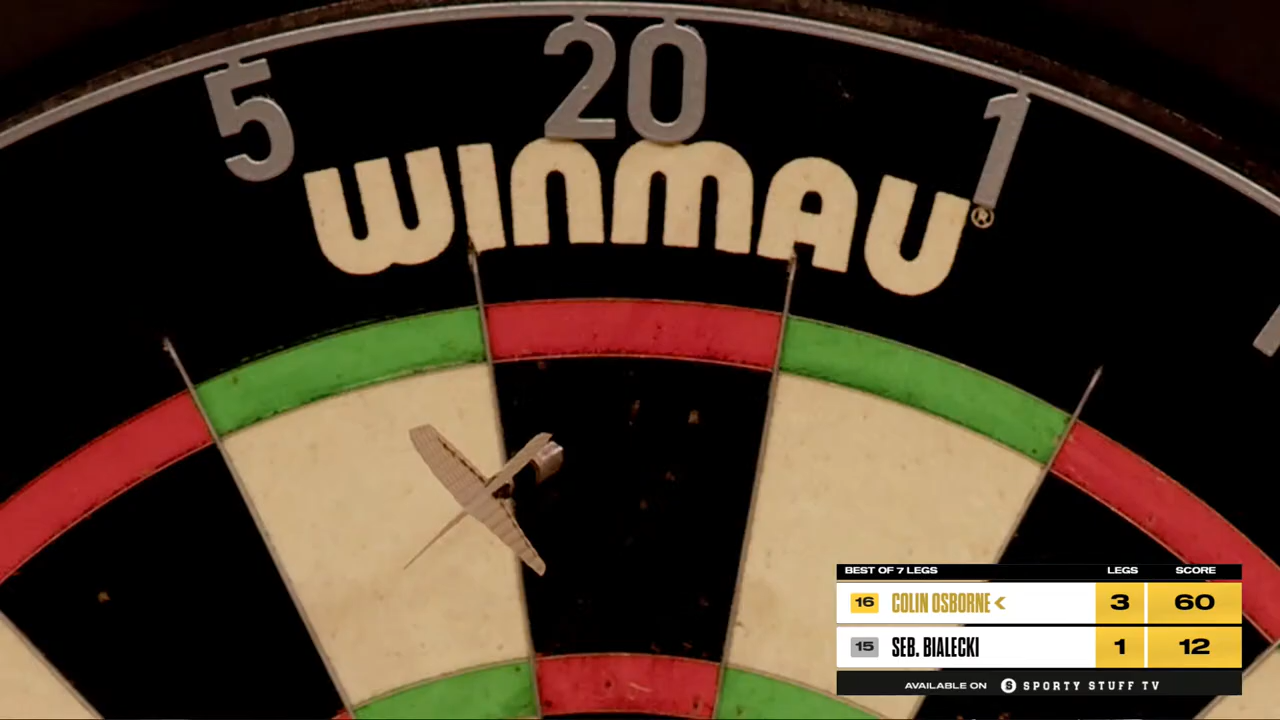 5 20 1
WINMAU®
BEST OF 7 LEGS LEGS SCORE
16 COLIN OSBORNE < 3 60
15 SEB. BIALECKI 1 12
AVAILABLE ON S SPORTY STUFF TV